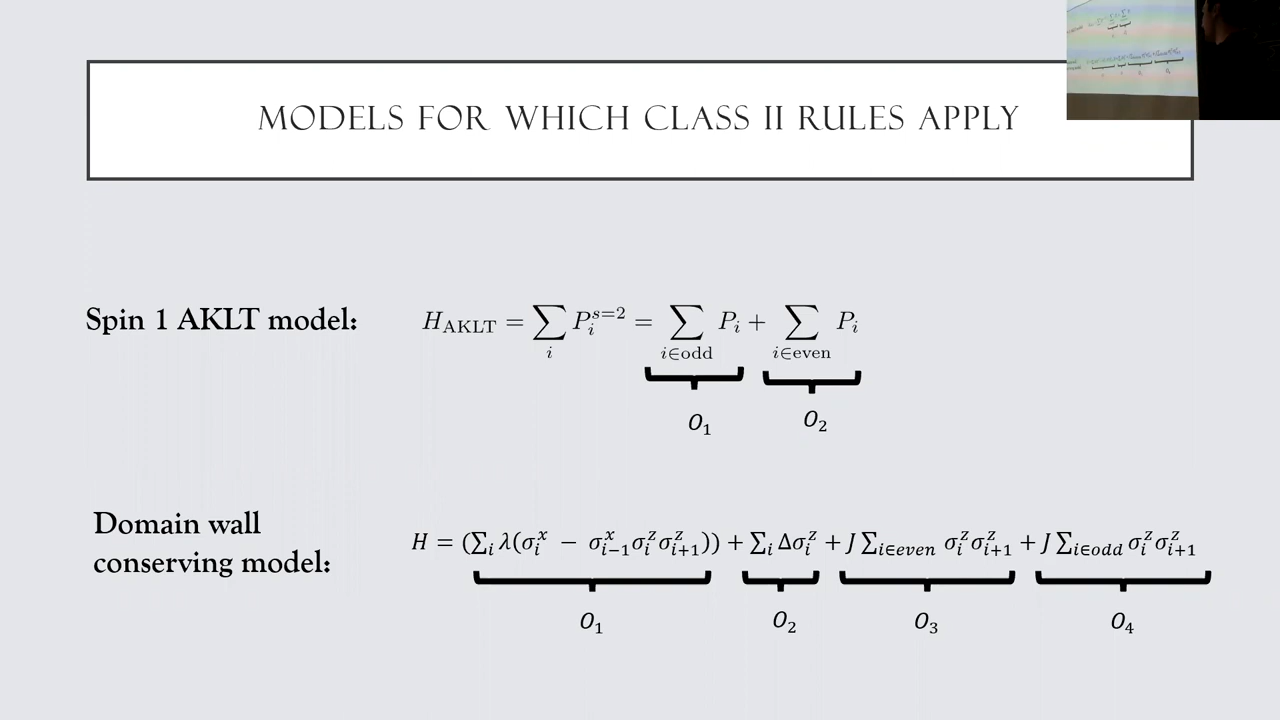 MODELS FOR WHICH CLASS II RULES APPLY
Spin 1 AKLT model:
H_AKLT = ∑_i P_i^{s=2} = ∑_{i∈odd} P_i + ∑_{i∈even} P_i
O_1 O_2
Domain wall
conserving model:
H = (∑_i λ(σ_i^x − σ_{i−1}^x σ_i^z σ_{i+1}^z)) + ∑_i Δσ_i^z + J ∑_{i∈even} σ_i^z σ_{i+1}^z + J ∑_{i∈odd} σ_i^z σ_{i+1}^z
O_1 O_2 O_3 O_4